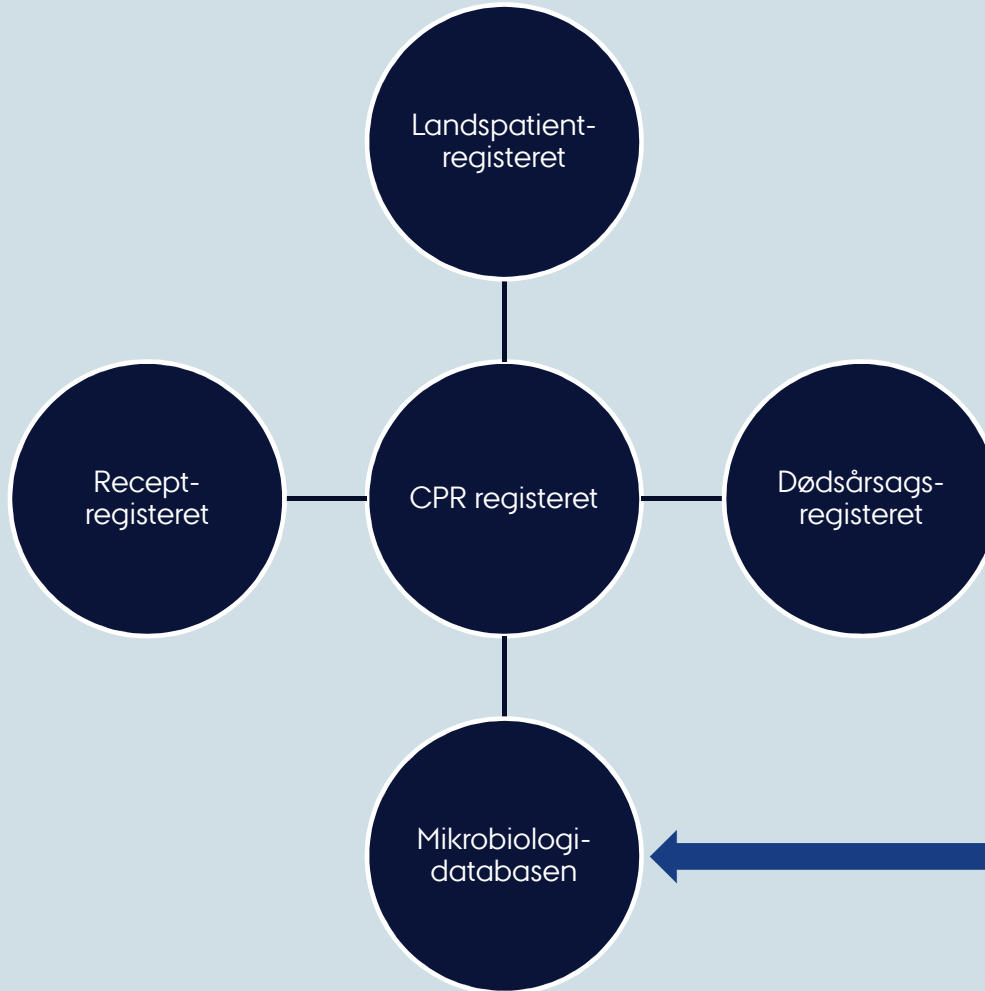 Landspatient-
registeret
Recept-
registeret
CPR registeret
Dødsårsags-
registeret
Mikrobiologi-
databasen